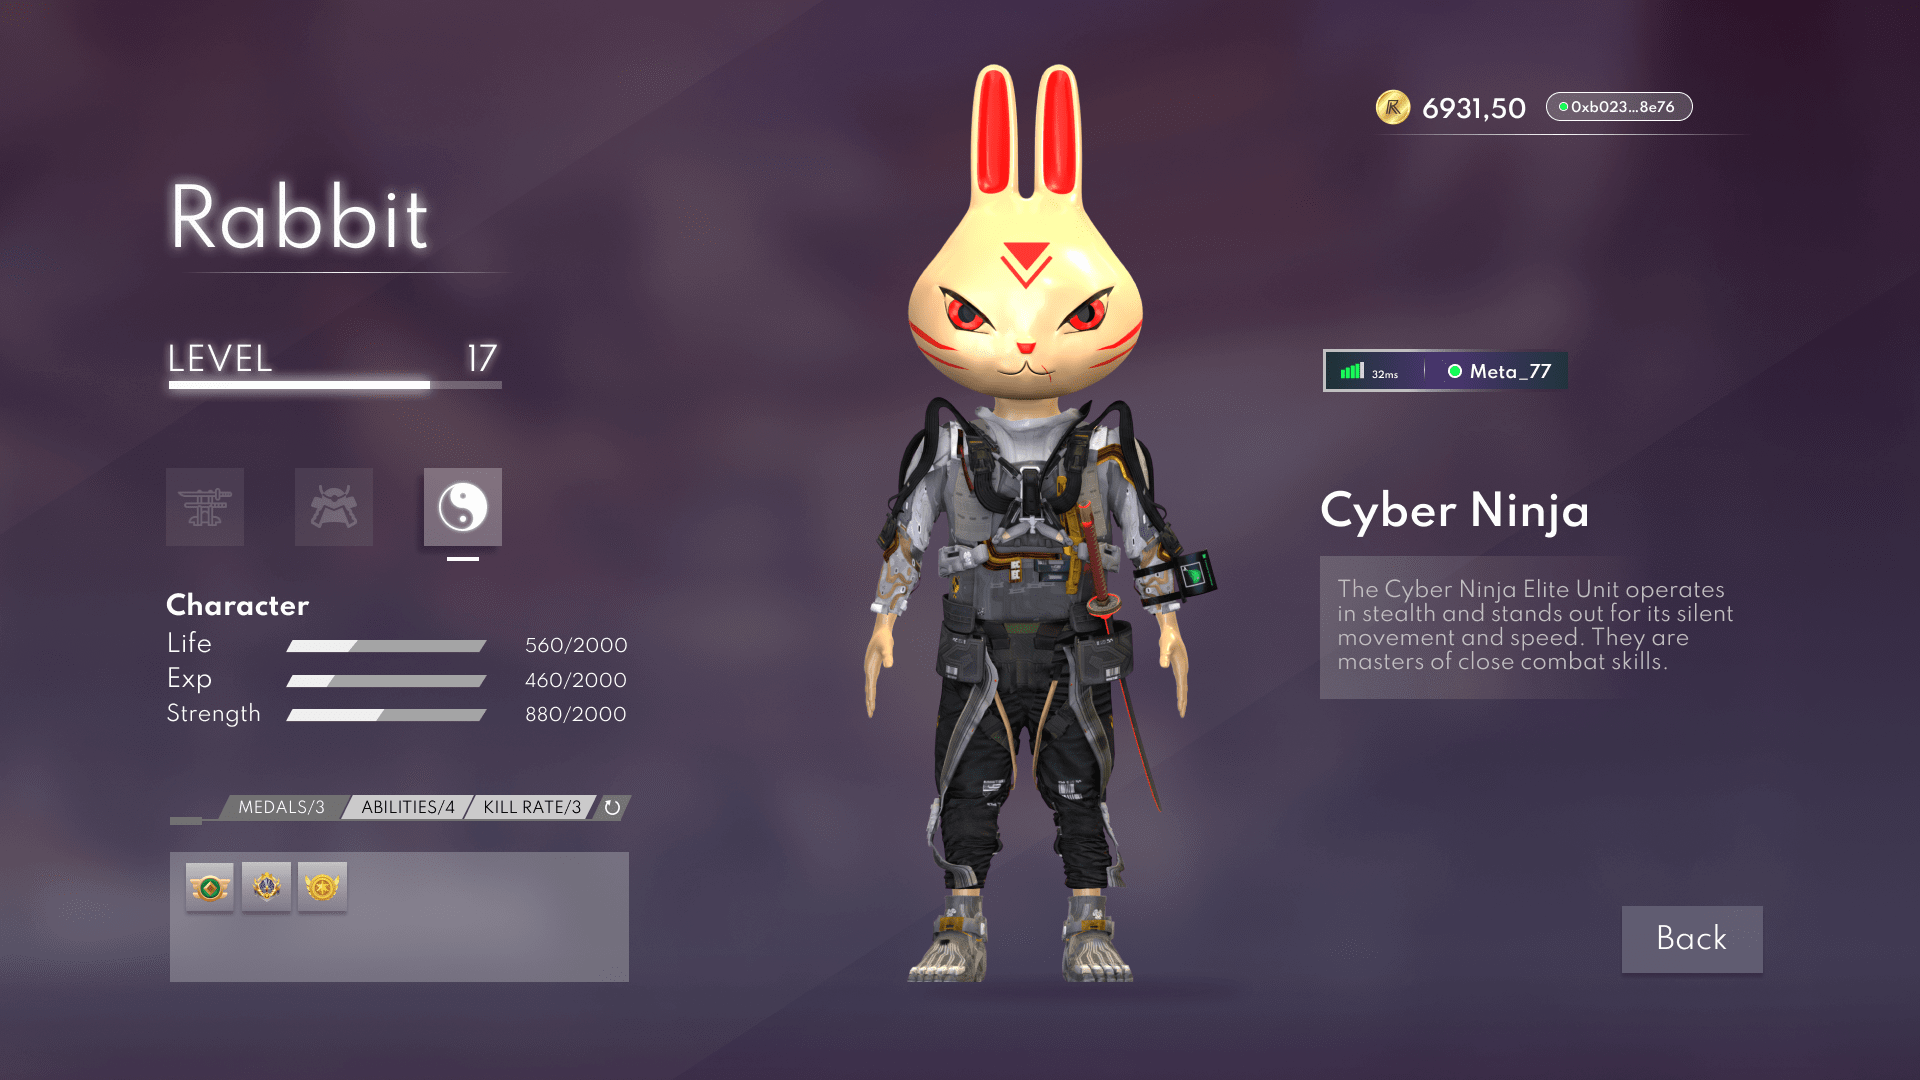 6931,50
0xb023...8e76
Rabbit
LEVEL 17
32ms
Meta_77
Cyber Ninja
The Cyber Ninja Elite Unit operates
in stealth and stands out for its silent
movement and speed. They are
masters of close combat skills.
Character
Life 560/2000
Exp 460/2000
Strength 880/2000
MEDALS/3 ABILITIES/4 KILL RATE/3
Back